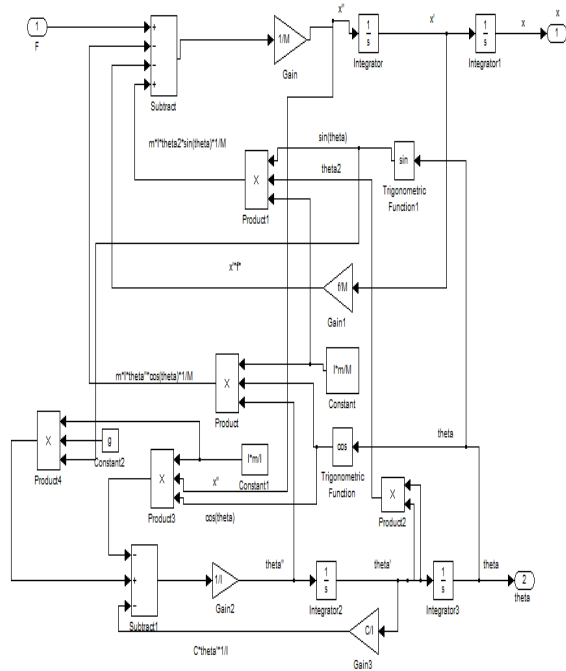 x''
x'
x
x
1
F
+
−
−
+
Subtract
1/M
Gain
1
s
Integrator
1
s
Integrator1
1
m*l*theta2*sin(theta)*1/M
sin(theta)
theta2
X
Product1
sin
Trigonometric
Function1
x'*f*
f/M
Gain1
m*l*theta''*cos(theta)*1/M
X
Product
l*m/M
Constant
X
Product4
g
Constant2
X
Product3
l*m/l
Constant1
x''
cos(theta)
cos
Trigonometric
Function
theta
X
Product2
−
+
−
Subtract1
1/I
Gain2
theta''
1
s
Integrator2
theta'
1
s
Integrator3
theta
2
theta
C*theta'*1/I
C/I
Gain3